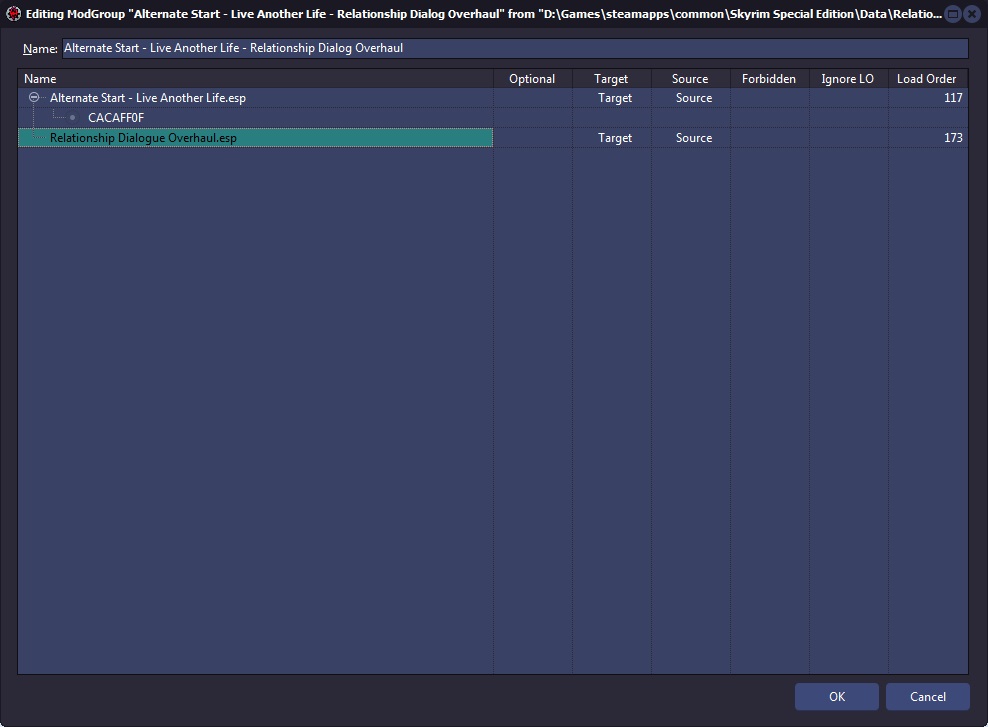 Editing ModGroup "Alternate Start - Live Another Life - Relationship Dialog Overhaul" from "D:\Games\steamapps\common\Skyrim Special Edition\Data\Relatio...
Name: Alternate Start - Live Another Life - Relationship Dialog Overhaul
Name Optional Target Source Forbidden Ignore LO Load Order
Alternate Start - Live Another Life.esp Target Source 117
CACAFF0F
Relationship Dialogue Overhaul.esp Target Source 173
OK Cancel